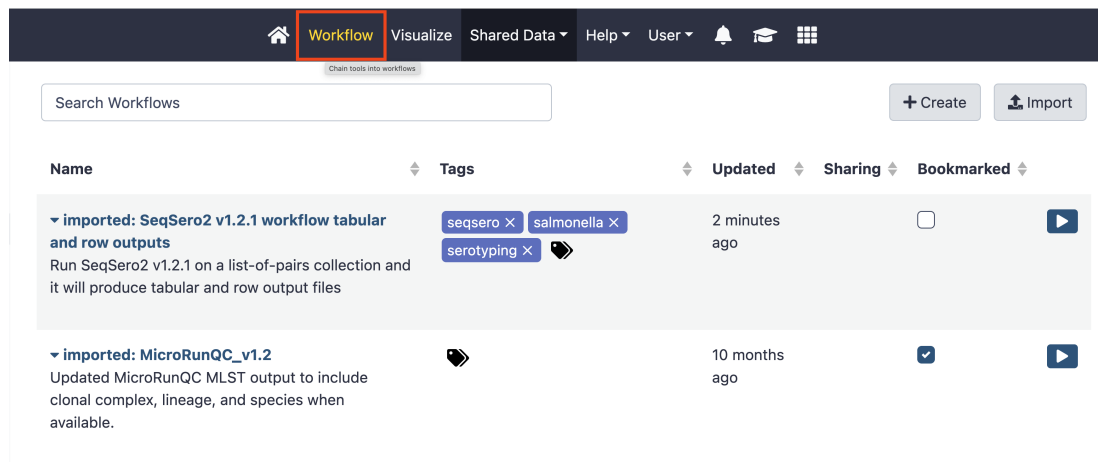 Workflow Visualize Shared Data Help User
Chain tools into workflows
Search Workflows
Create
Import
Name Tags Updated Sharing Bookmarked
imported: SeqSero2 v1.2.1 workflow tabular
and row outputs
Run SeqSero2 v1.2.1 on a list-of-pairs collection and
it will produce tabular and row output files
seqsero × salmonella ×
serotyping ×
2 minutes
ago
imported: MicroRunQC_v1.2
Updated MicroRunQC MLST output to include
clonal complex, lineage, and species when
available.
10 months
ago